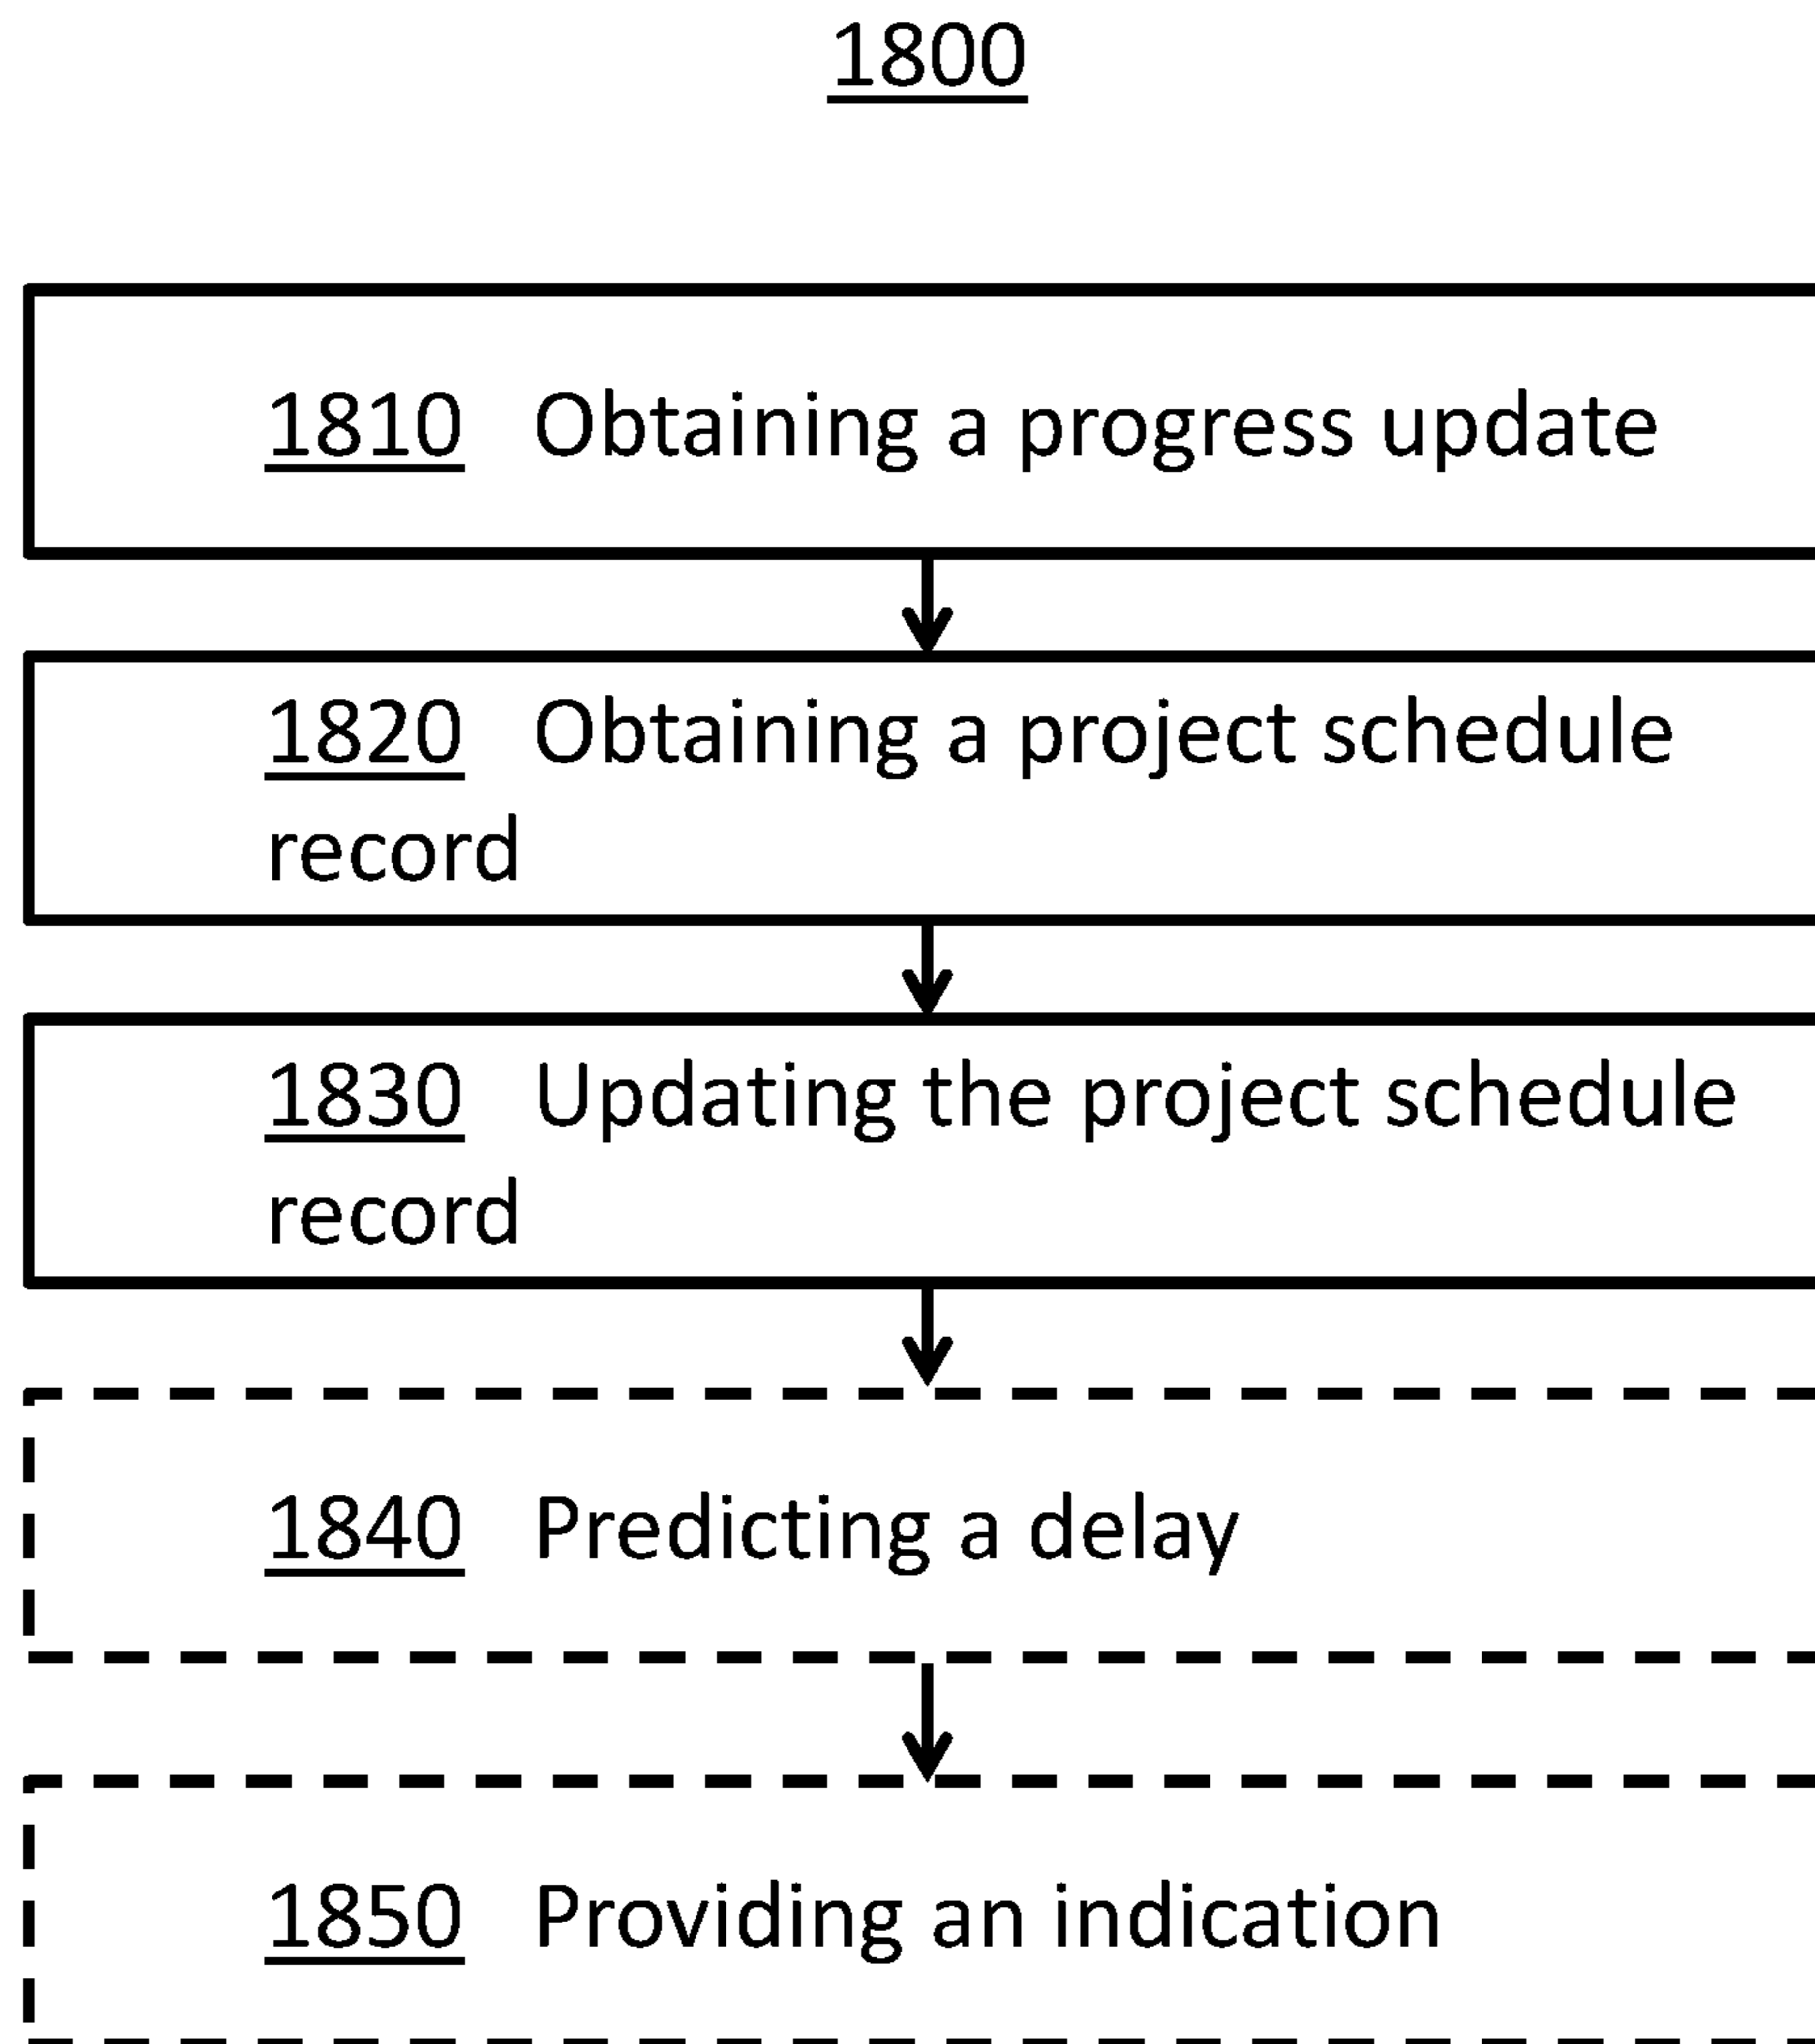 1800
1810 Obtaining a progress update
1820 Obtaining a project schedule
record
1830 Updating the project schedule
record
1840 Predicting a delay
1850 Providing an indication